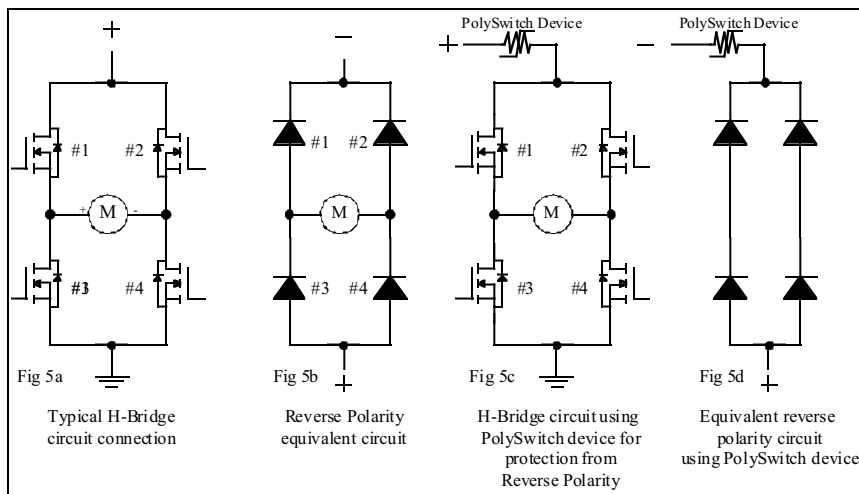 PolySwitch Device
PolySwitch Device
+
−
+
−
#1
#2
#1
#2
#1
#2
+
M
-
M
M
#3
#4
#3
#4
#3
#4
Fig 5a
Fig 5b
+
Fig 5c
Fig 5d
+
Typical H-Bridge
circuit connection
Reverse Polarity
equivalent circuit
H-Bridge circuit using
PolySwitch device for
protection from
Reverse Polarity
Equivalent reverse
polarity circuit
using PolySwitch device